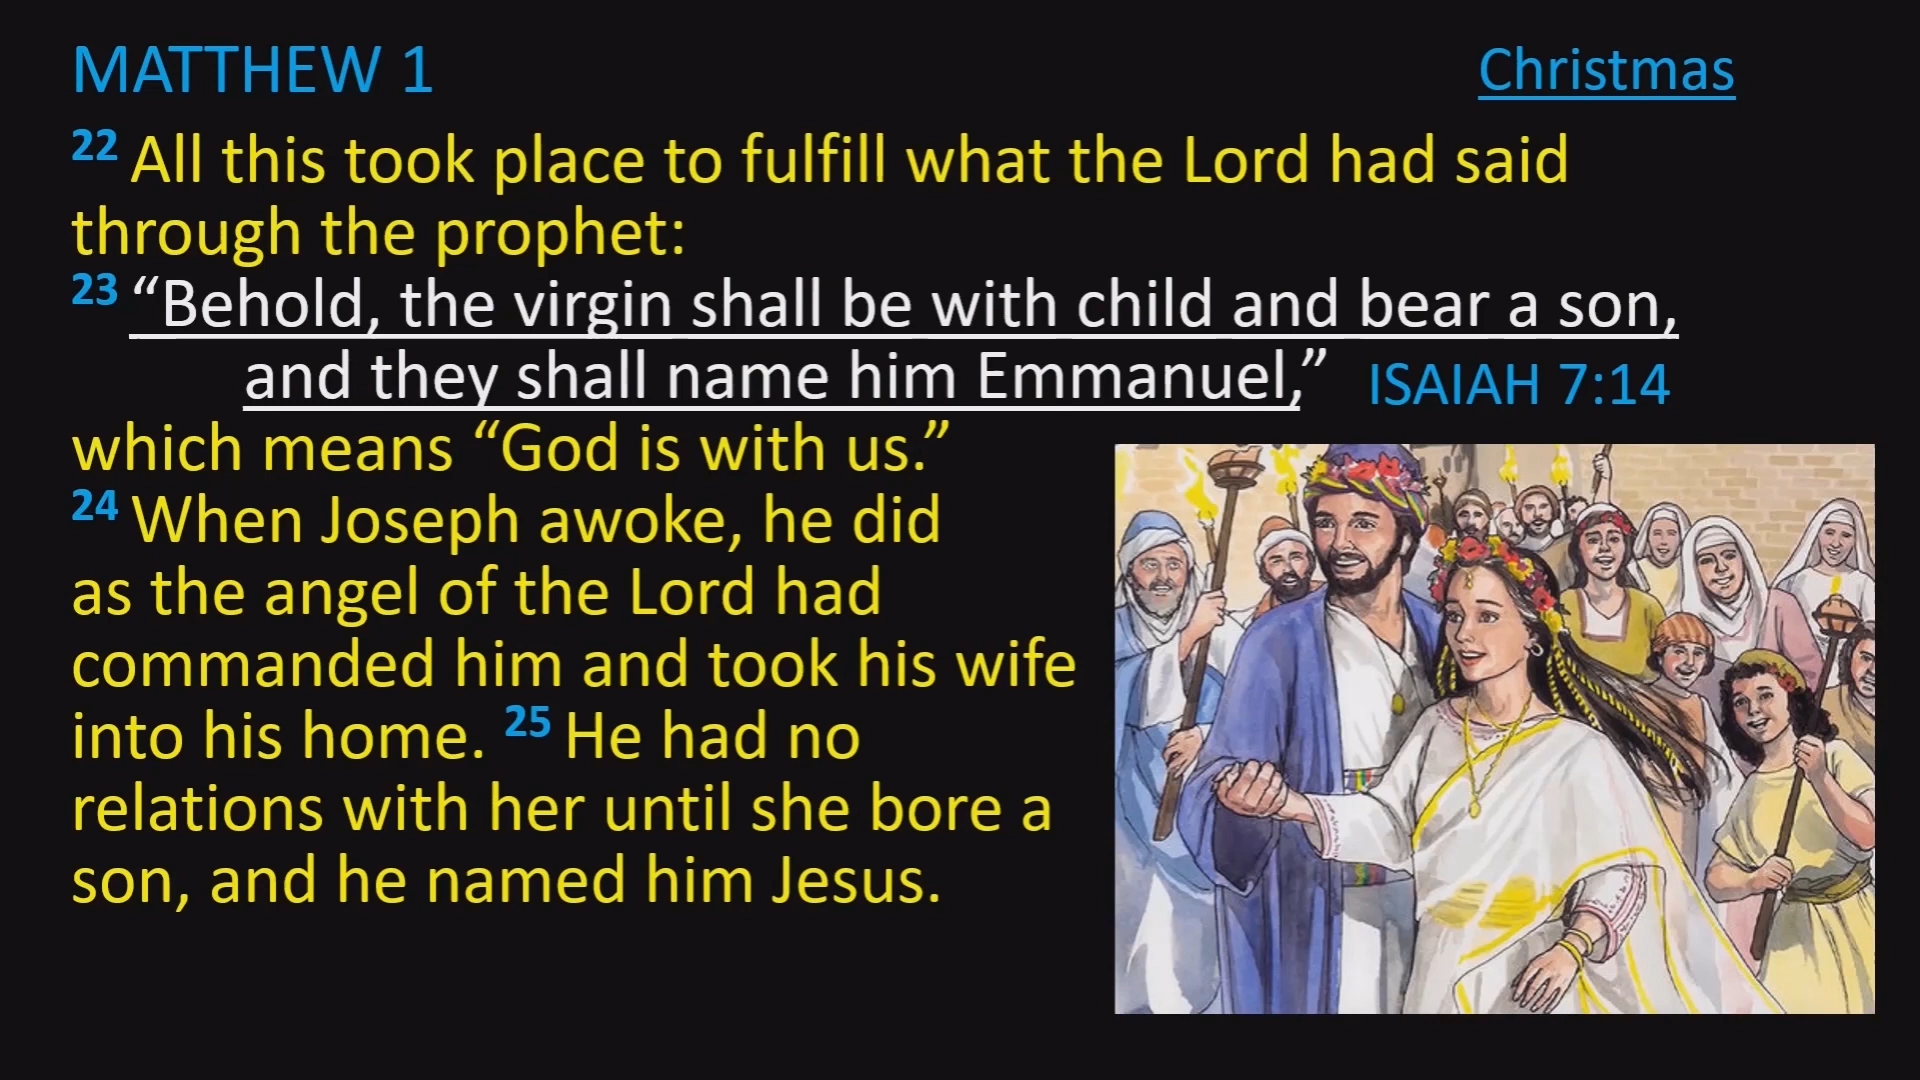 MATTHEW 1
Christmas
22 All this took place to fulfill what the Lord had said
through the prophet:
23 “Behold, the virgin shall be with child and bear a son,
and they shall name him Emmanuel,” ISAIAH 7:14
which means “God is with us.”
24 When Joseph awoke, he did
as the angel of the Lord had
commanded him and took his wife
into his home. 25 He had no
relations with her until she bore a
son, and he named him Jesus.